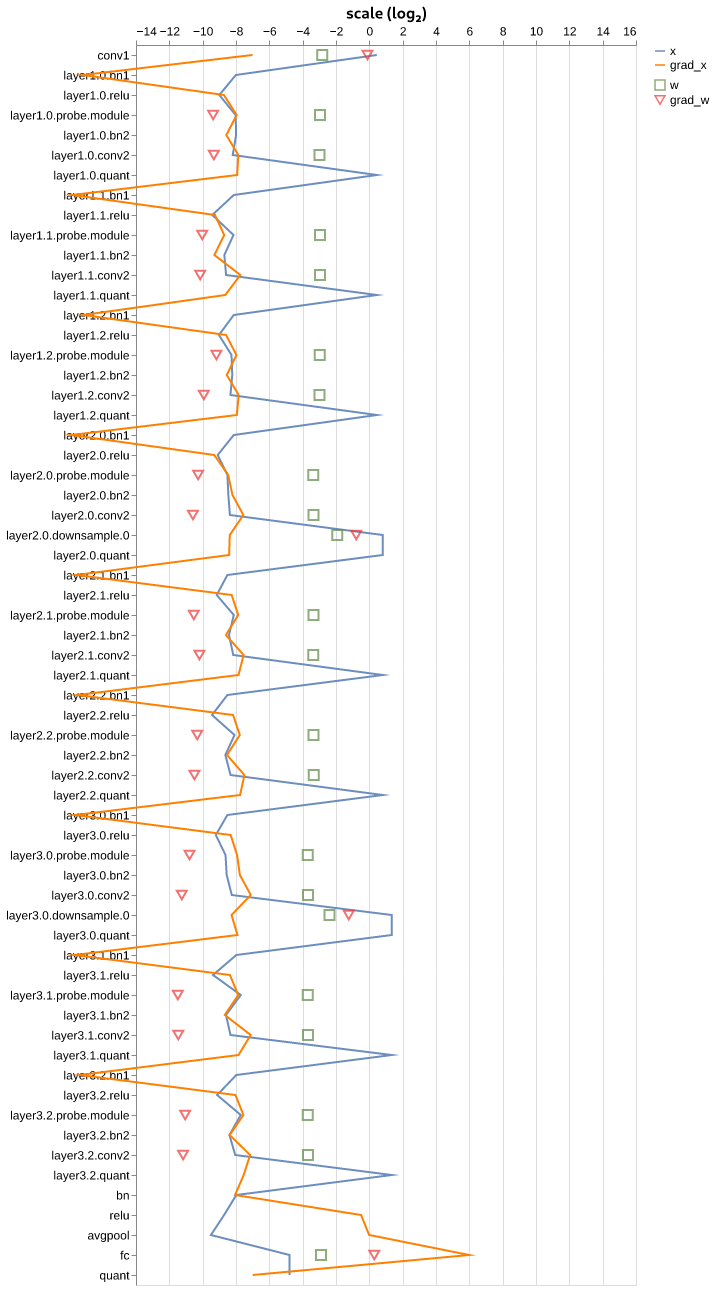 scale (log₂)
−14 −12 −10 −8 −6 −4 −2 0 2 4 6 8 10 12 14 16
x
grad_x
w
grad_w
conv1
layer1.0.bn1
layer1.0.relu
layer1.0.probe.module
layer1.0.bn2
layer1.0.conv2
layer1.0.quant
layer1.1.bn1
layer1.1.relu
layer1.1.probe.module
layer1.1.bn2
layer1.1.conv2
layer1.1.quant
layer1.2.bn1
layer1.2.relu
layer1.2.probe.module
layer1.2.bn2
layer1.2.conv2
layer1.2.quant
layer2.0.bn1
layer2.0.relu
layer2.0.probe.module
layer2.0.bn2
layer2.0.conv2
layer2.0.downsample.0
layer2.0.quant
layer2.1.bn1
layer2.1.relu
layer2.1.probe.module
layer2.1.bn2
layer2.1.conv2
layer2.1.quant
layer2.2.bn1
layer2.2.relu
layer2.2.probe.module
layer2.2.bn2
layer2.2.conv2
layer2.2.quant
layer3.0.bn1
layer3.0.relu
layer3.0.probe.module
layer3.0.bn2
layer3.0.conv2
layer3.0.downsample.0
layer3.0.quant
layer3.1.bn1
layer3.1.relu
layer3.1.probe.module
layer3.1.bn2
layer3.1.conv2
layer3.1.quant
layer3.2.bn1
layer3.2.relu
layer3.2.probe.module
layer3.2.bn2
layer3.2.conv2
layer3.2.quant
bn
relu
avgpool
fc
quant